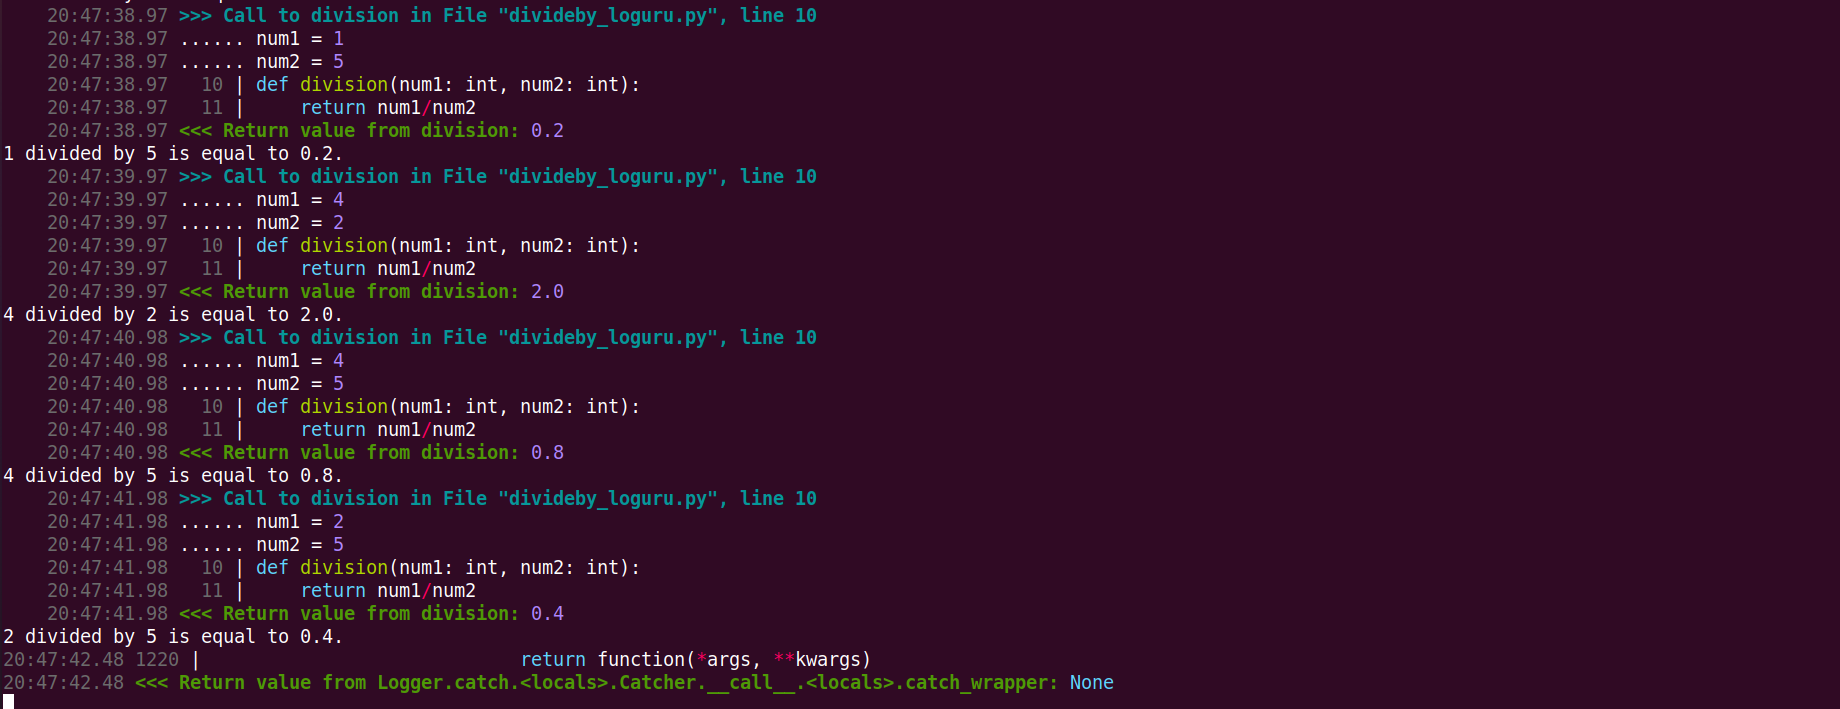 20:47:38.97 >>> Call to division in File "divideby_loguru.py", line 10
20:47:38.97 ...... num1 = 1
20:47:38.97 ...... num2 = 5
20:47:38.97   10 | def division(num1: int, num2: int):
20:47:38.97   11 |     return num1/num2
20:47:38.97 <<< Return value from division: 0.2
1 divided by 5 is equal to 0.2.
20:47:39.97 >>> Call to division in File "divideby_loguru.py", line 10
20:47:39.97 ...... num1 = 4
20:47:39.97 ...... num2 = 2
20:47:39.97   10 | def division(num1: int, num2: int):
20:47:39.97   11 |     return num1/num2
20:47:39.97 <<< Return value from division: 2.0
4 divided by 2 is equal to 2.0.
20:47:40.98 >>> Call to division in File "divideby_loguru.py", line 10
20:47:40.98 ...... num1 = 4
20:47:40.98 ...... num2 = 5
20:47:40.98   10 | def division(num1: int, num2: int):
20:47:40.98   11 |     return num1/num2
20:47:40.98 <<< Return value from division: 0.8
4 divided by 5 is equal to 0.8.
20:47:41.98 >>> Call to division in File "divideby_loguru.py", line 10
20:47:41.98 ...... num1 = 2
20:47:41.98 ...... num2 = 5
20:47:41.98   10 | def division(num1: int, num2: int):
20:47:41.98   11 |     return num1/num2
20:47:41.98 <<< Return value from division: 0.4
2 divided by 5 is equal to 0.4.
20:47:42.48 1220 |                             return function(*args, **kwargs)
20:47:42.48 <<< Return value from Logger.catch.<locals>.Catcher.__call__.<locals>.catch_wrapper: None